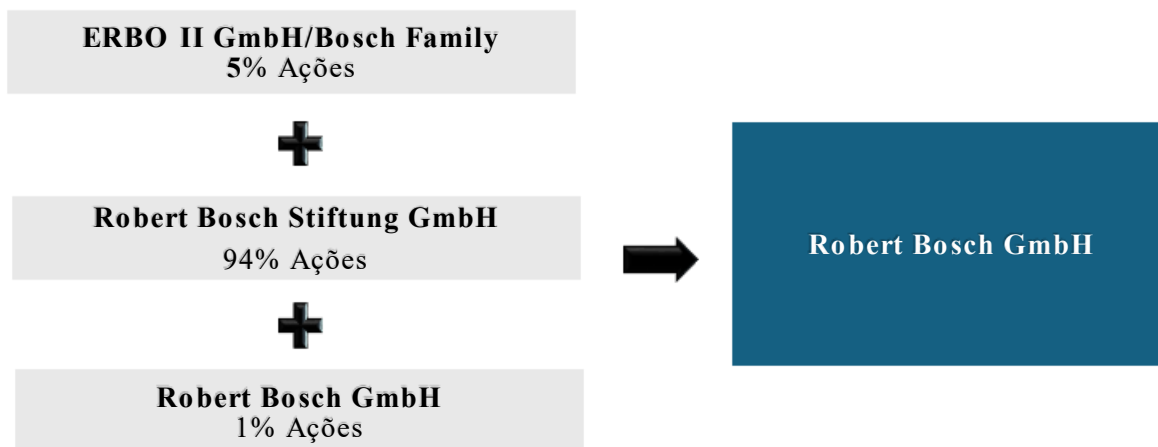 ERBO II GmbH/Bosch Family
5% Ações
Robert Bosch Stiftung GmbH
94% Ações
Robert Bosch GmbH
Robert Bosch GmbH
1% Ações